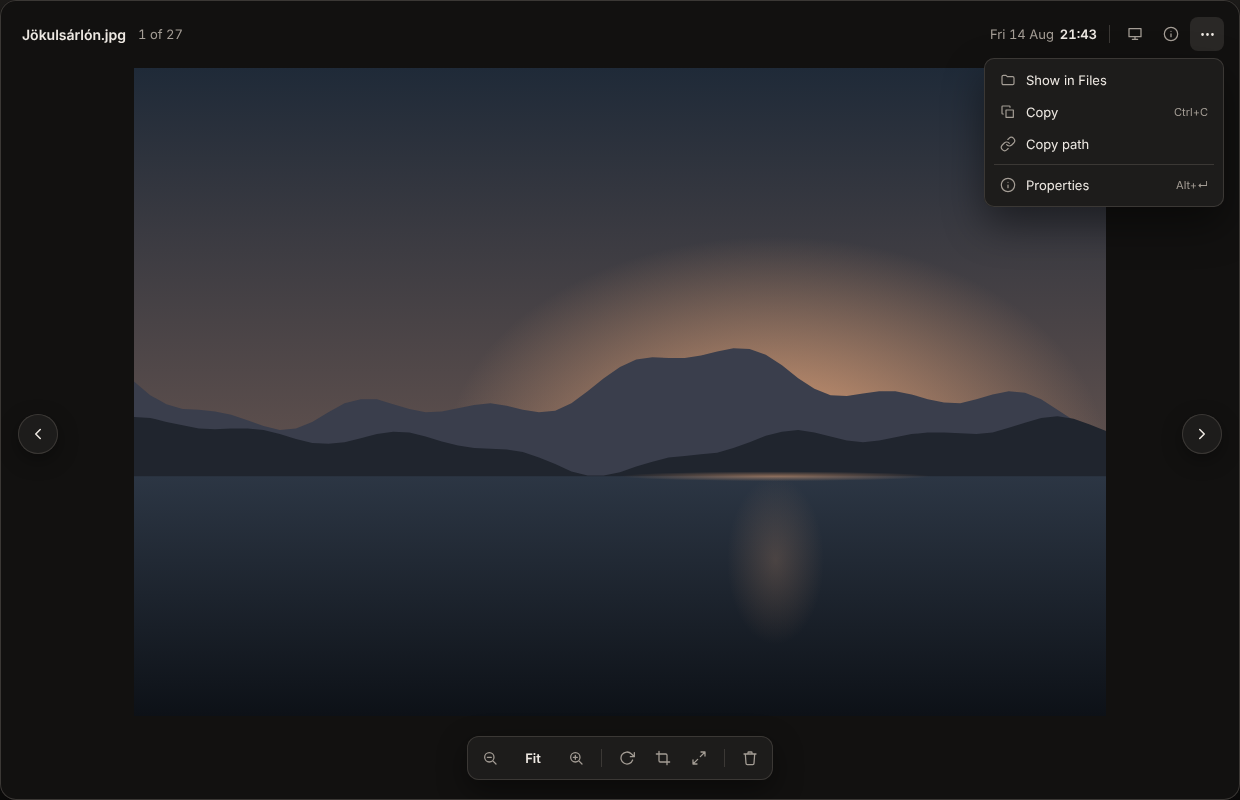 Jökulsárlón.jpg 1 of 27
Fri 14 Aug 21:43
Show in Files
Copy Ctrl+C
Copy path
Properties Alt+↵
Fit